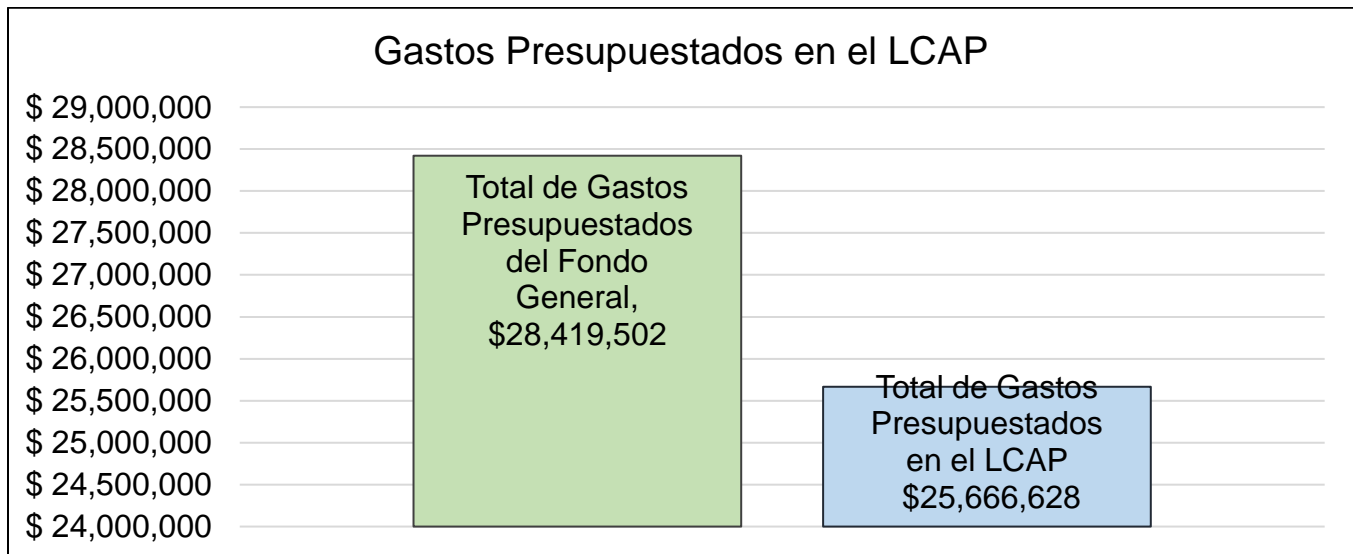 Gastos Presupuestados en el LCAP
$ 29,000,000
$ 28,500,000
$ 28,000,000
$ 27,500,000
$ 27,000,000
$ 26,500,000
$ 26,000,000
$ 25,500,000
$ 25,000,000
$ 24,500,000
$ 24,000,000
Total de Gastos
Presupuestados
del Fondo
General,
$28,419,502
Total de Gastos
Presupuestados
en el LCAP
$25,666,628